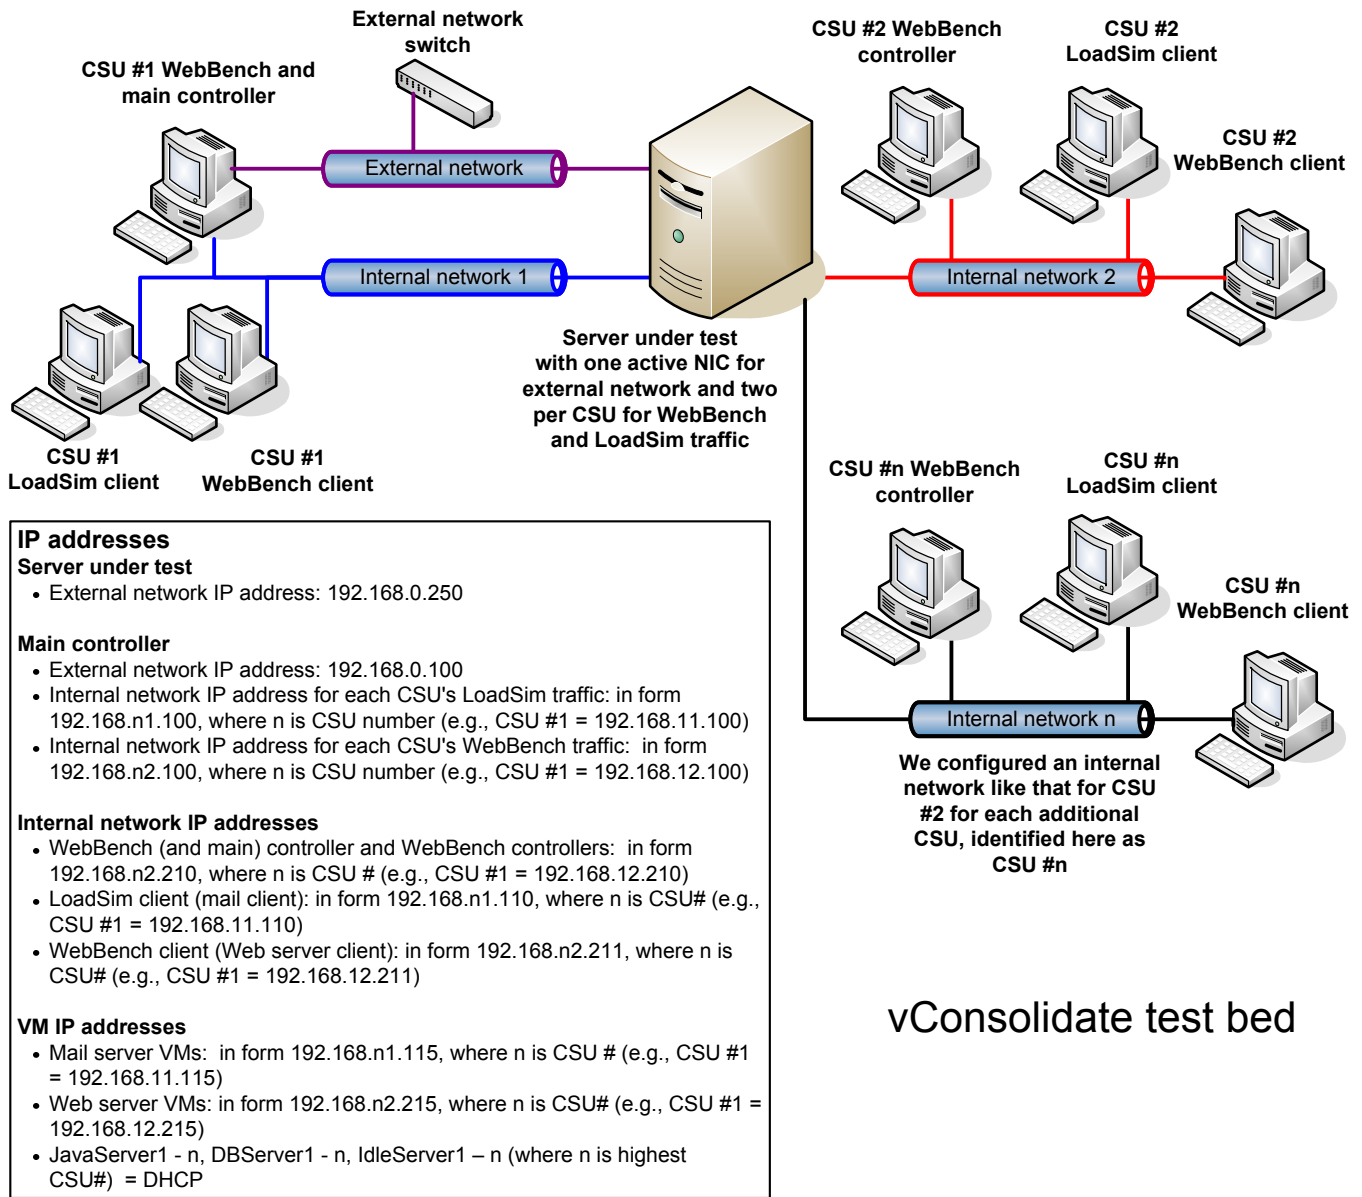 External network
switch
CSU #1 WebBench and
main controller
CSU #2 WebBench
controller
CSU #2
LoadSim client
CSU #2
WebBench client
External network
Internal network 1
Internal network 2
Server under test
with one active NIC for
external network and two
per CSU for WebBench
and LoadSim traffic
CSU #1
LoadSim client
CSU #1
WebBench client
CSU #n WebBench
controller
CSU #n
LoadSim client
CSU #n
WebBench client
Internal network n
We configured an internal
network like that for CSU
#2 for each additional
CSU, identified here as
CSU #n
IP addresses
Server under test
• External network IP address: 192.168.0.250
Main controller
• External network IP address: 192.168.0.100
• Internal network IP address for each CSU's LoadSim traffic: in form
192.168.n1.100, where n is CSU number (e.g., CSU #1 = 192.168.11.100)
• Internal network IP address for each CSU's WebBench traffic:  in form
192.168.n2.100, where n is CSU number (e.g., CSU #1 = 192.168.12.100)
Internal network IP addresses
• WebBench (and main) controller and WebBench controllers:  in form
192.168.n2.210, where n is CSU # (e.g., CSU #1 = 192.168.12.210)
• LoadSim client (mail client): in form 192.168.n1.110, where n is CSU# (e.g.,
CSU #1 = 192.168.11.110)
• WebBench client (Web server client): in form 192.168.n2.211, where n is
CSU# (e.g., CSU #1 = 192.168.12.211)
VM IP addresses
• Mail server VMs:  in form 192.168.n1.115, where n is CSU # (e.g., CSU #1
= 192.168.11.115)
• Web server VMs: in form 192.168.n2.215, where n is CSU# (e.g., CSU #1 =
192.168.12.215)
• JavaServer1 - n, DBServer1 - n, IdleServer1 – n (where n is highest
CSU#)  = DHCP
vConsolidate test bed